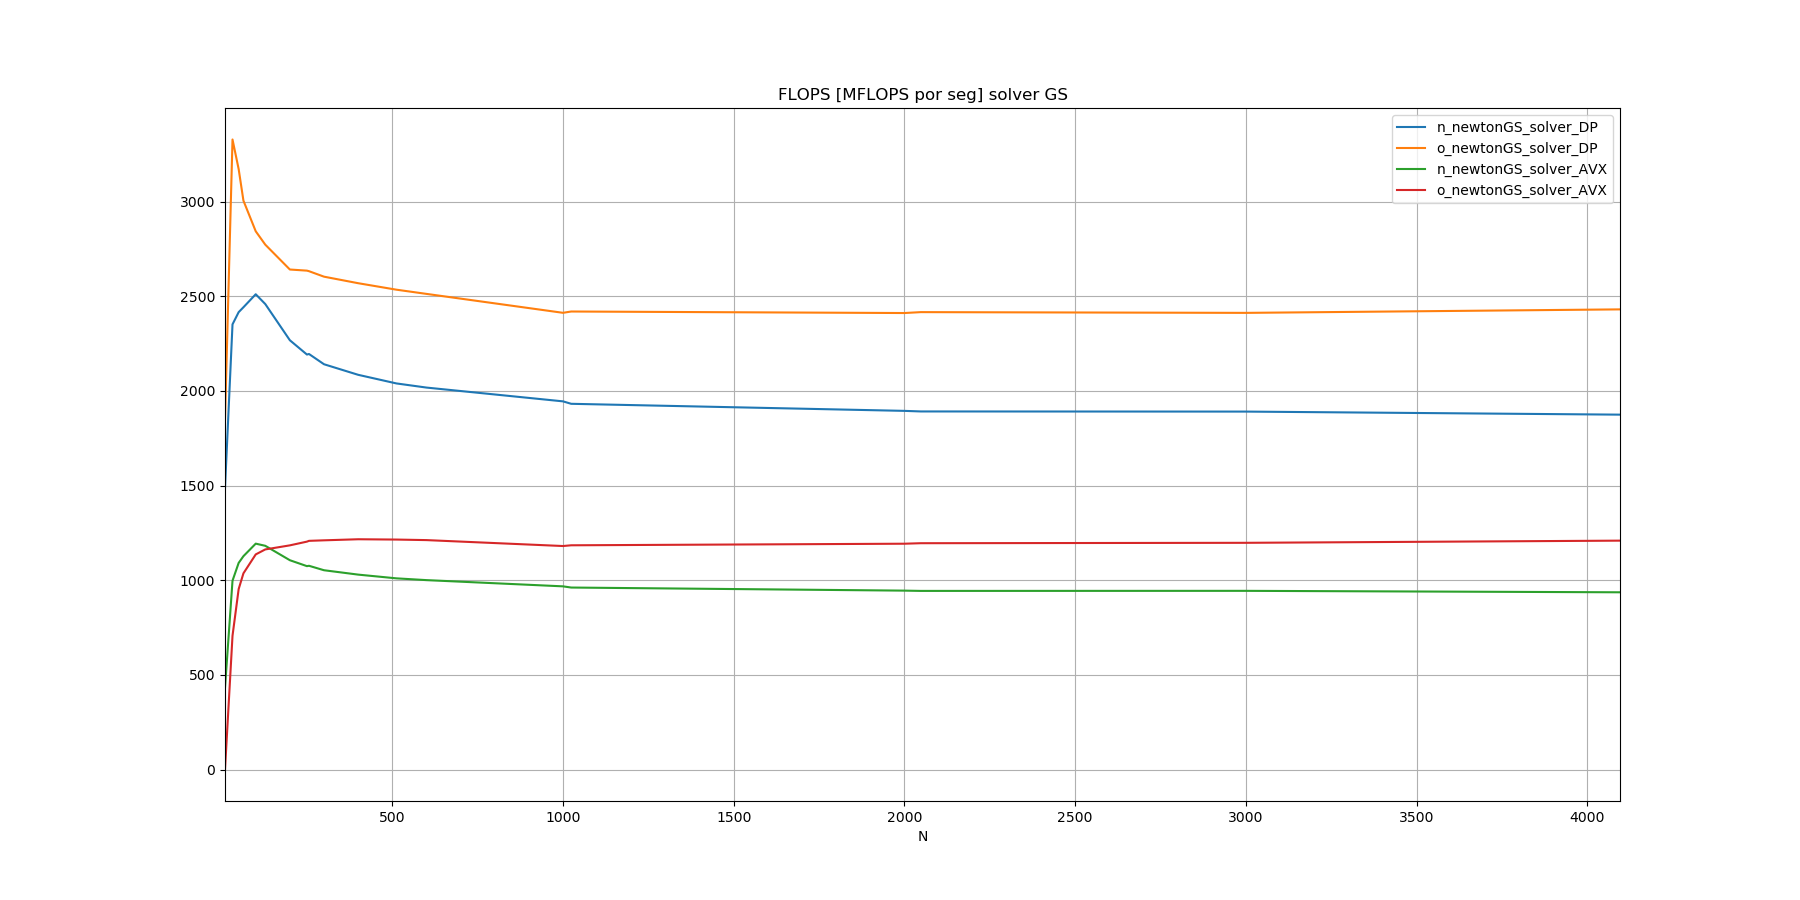 FLOPS [MFLOPS por seg] solver GS
n_newtonGS_solver_DP
o_newtonGS_solver_DP
n_newtonGS_solver_AVX
o_newtonGS_solver_AVX
3000
2500
2000
1500
1000
500
0
500 1000 1500 2000 2500 3000 3500 4000
N